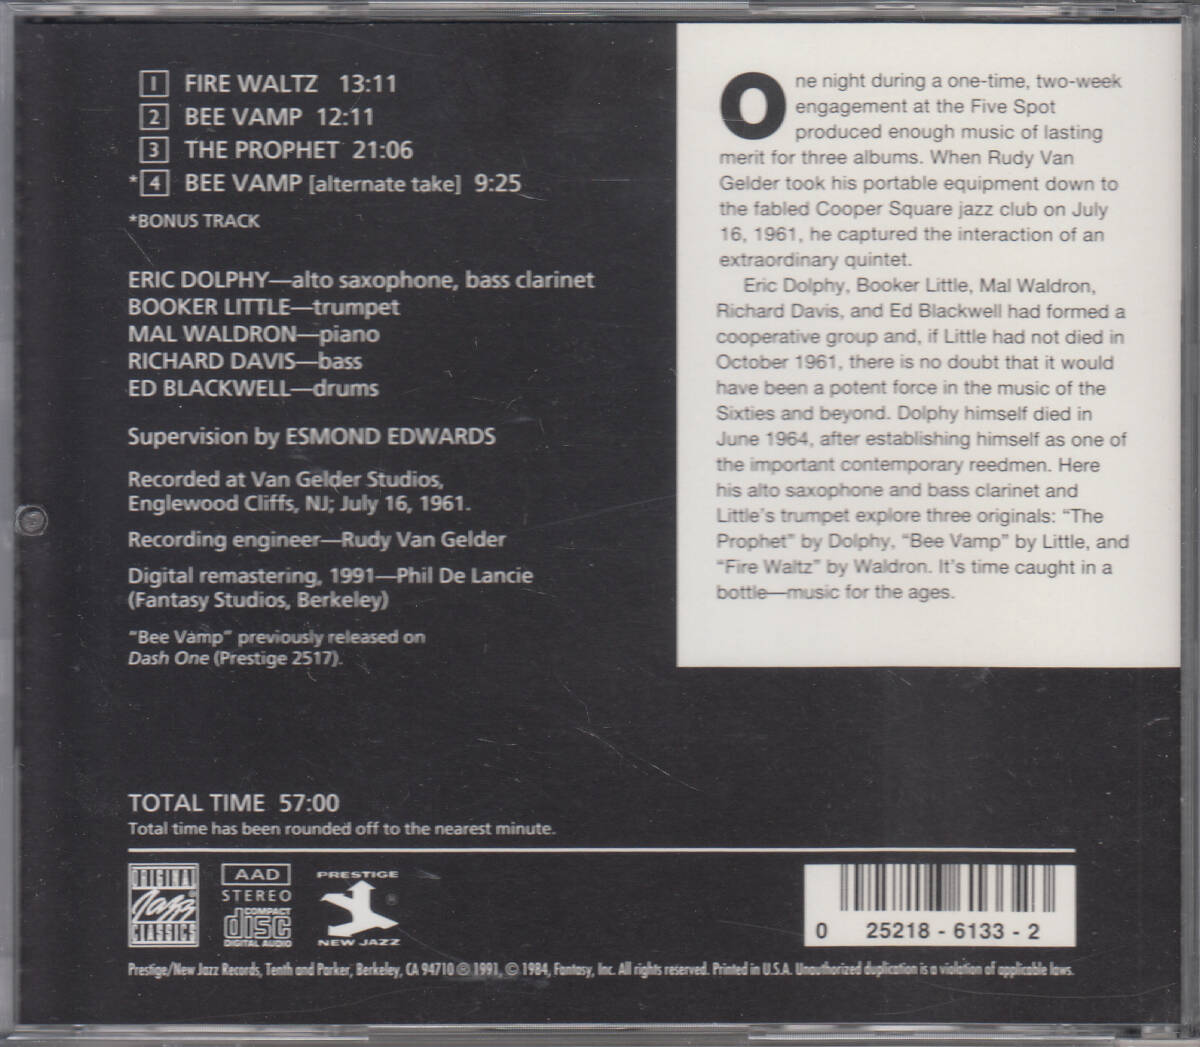 1 FIRE WALTZ 13:11
2 BEE VAMP 12:11
3 THE PROPHET 21:06
*4 BEE VAMP [alternate take] 9:25
*BONUS TRACK
ERIC DOLPHY—alto saxophone, bass clarinet
BOOKER LITTLE—trumpet
MAL WALDRON—piano
RICHARD DAVIS—bass
ED BLACKWELL—drums
Supervision by ESMOND EDWARDS
Recorded at Van Gelder Studios,
Englewood Cliffs, NJ; July 16, 1961.
Recording engineer—Rudy Van Gelder
Digital remastering, 1991—Phil De Lancie
(Fantasy Studios, Berkeley)
"Bee Vamp" previously released on
Dash One (Prestige 2517).
One night during a one-time, two-week
engagement at the Five Spot
produced enough music of lasting
merit for three albums. When Rudy Van
Gelder took his portable equipment down to
the fabled Cooper Square jazz club on July
16, 1961, he captured the interaction of an
extraordinary quintet.
Eric Dolphy, Booker Little, Mal Waldron,
Richard Davis, and Ed Blackwell had formed a
cooperative group and, if Little had not died in
October 1961, there is no doubt that it would
have been a potent force in the music of the
Sixties and beyond. Dolphy himself died in
June 1964, after establishing himself as one of
the important contemporary reedmen. Here
his alto saxophone and bass clarinet and
Little's trumpet explore three originals: "The
Prophet" by Dolphy, "Bee Vamp" by Little, and
"Fire Waltz" by Waldron. It's time caught in a
bottle—music for the ages.
TOTAL TIME 57:00
Total time has been rounded off to the nearest minute.
ORIGINAL
Jazz
CLASSICS
AAD
STEREO
COMPACT
disc
DIGITAL AUDIO
PRESTIGE
®
NEW JAZZ
0 25218 - 6133 - 2
Prestige/New Jazz Records, Tenth and Parker, Berkeley, CA 94710 ℗ 1991, © 1984, Fantasy, Inc. All rights reserved. Printed in U.S.A. Unauthorized duplication is a violation of applicable laws.